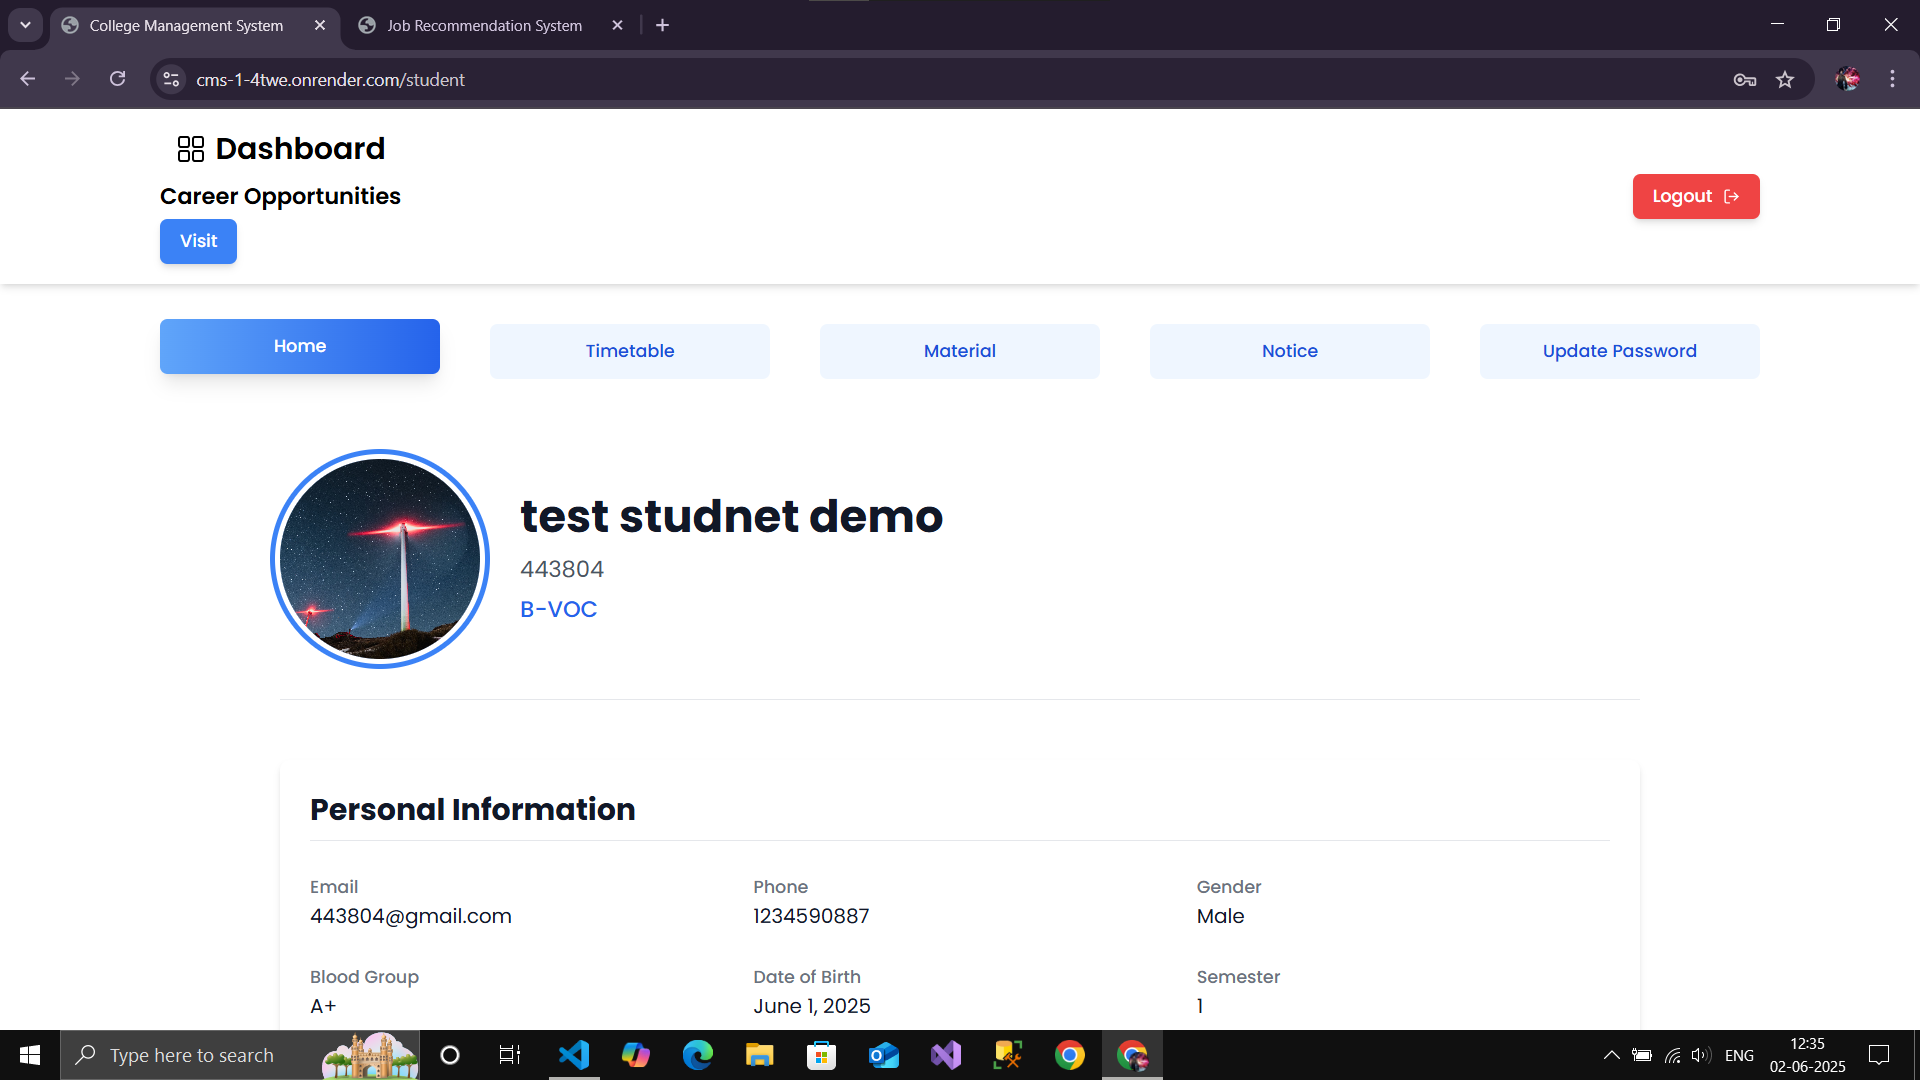 College Management System
Job Recommendation System
cms-1-4twe.onrender.com/student
Dashboard
Career Opportunities
Visit
Logout
Home
Timetable
Material
Notice
Update Password
test studnet demo
443804
B-VOC
Personal Information
Email
Phone
Gender
443804@gmail.com
1234590887
Male
Blood Group
Date of Birth
Semester
A+
June 1, 2025
1
Type here to search
ENG
12:35
02-06-2025